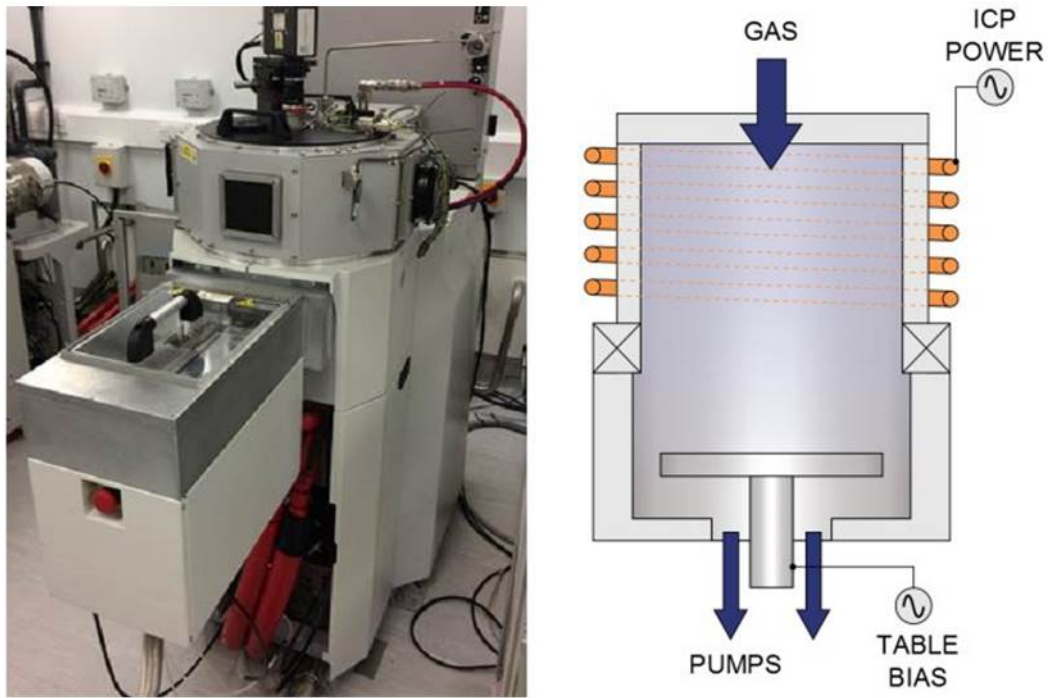 GAS
ICP
POWER
PUMPS
TABLE
BIAS